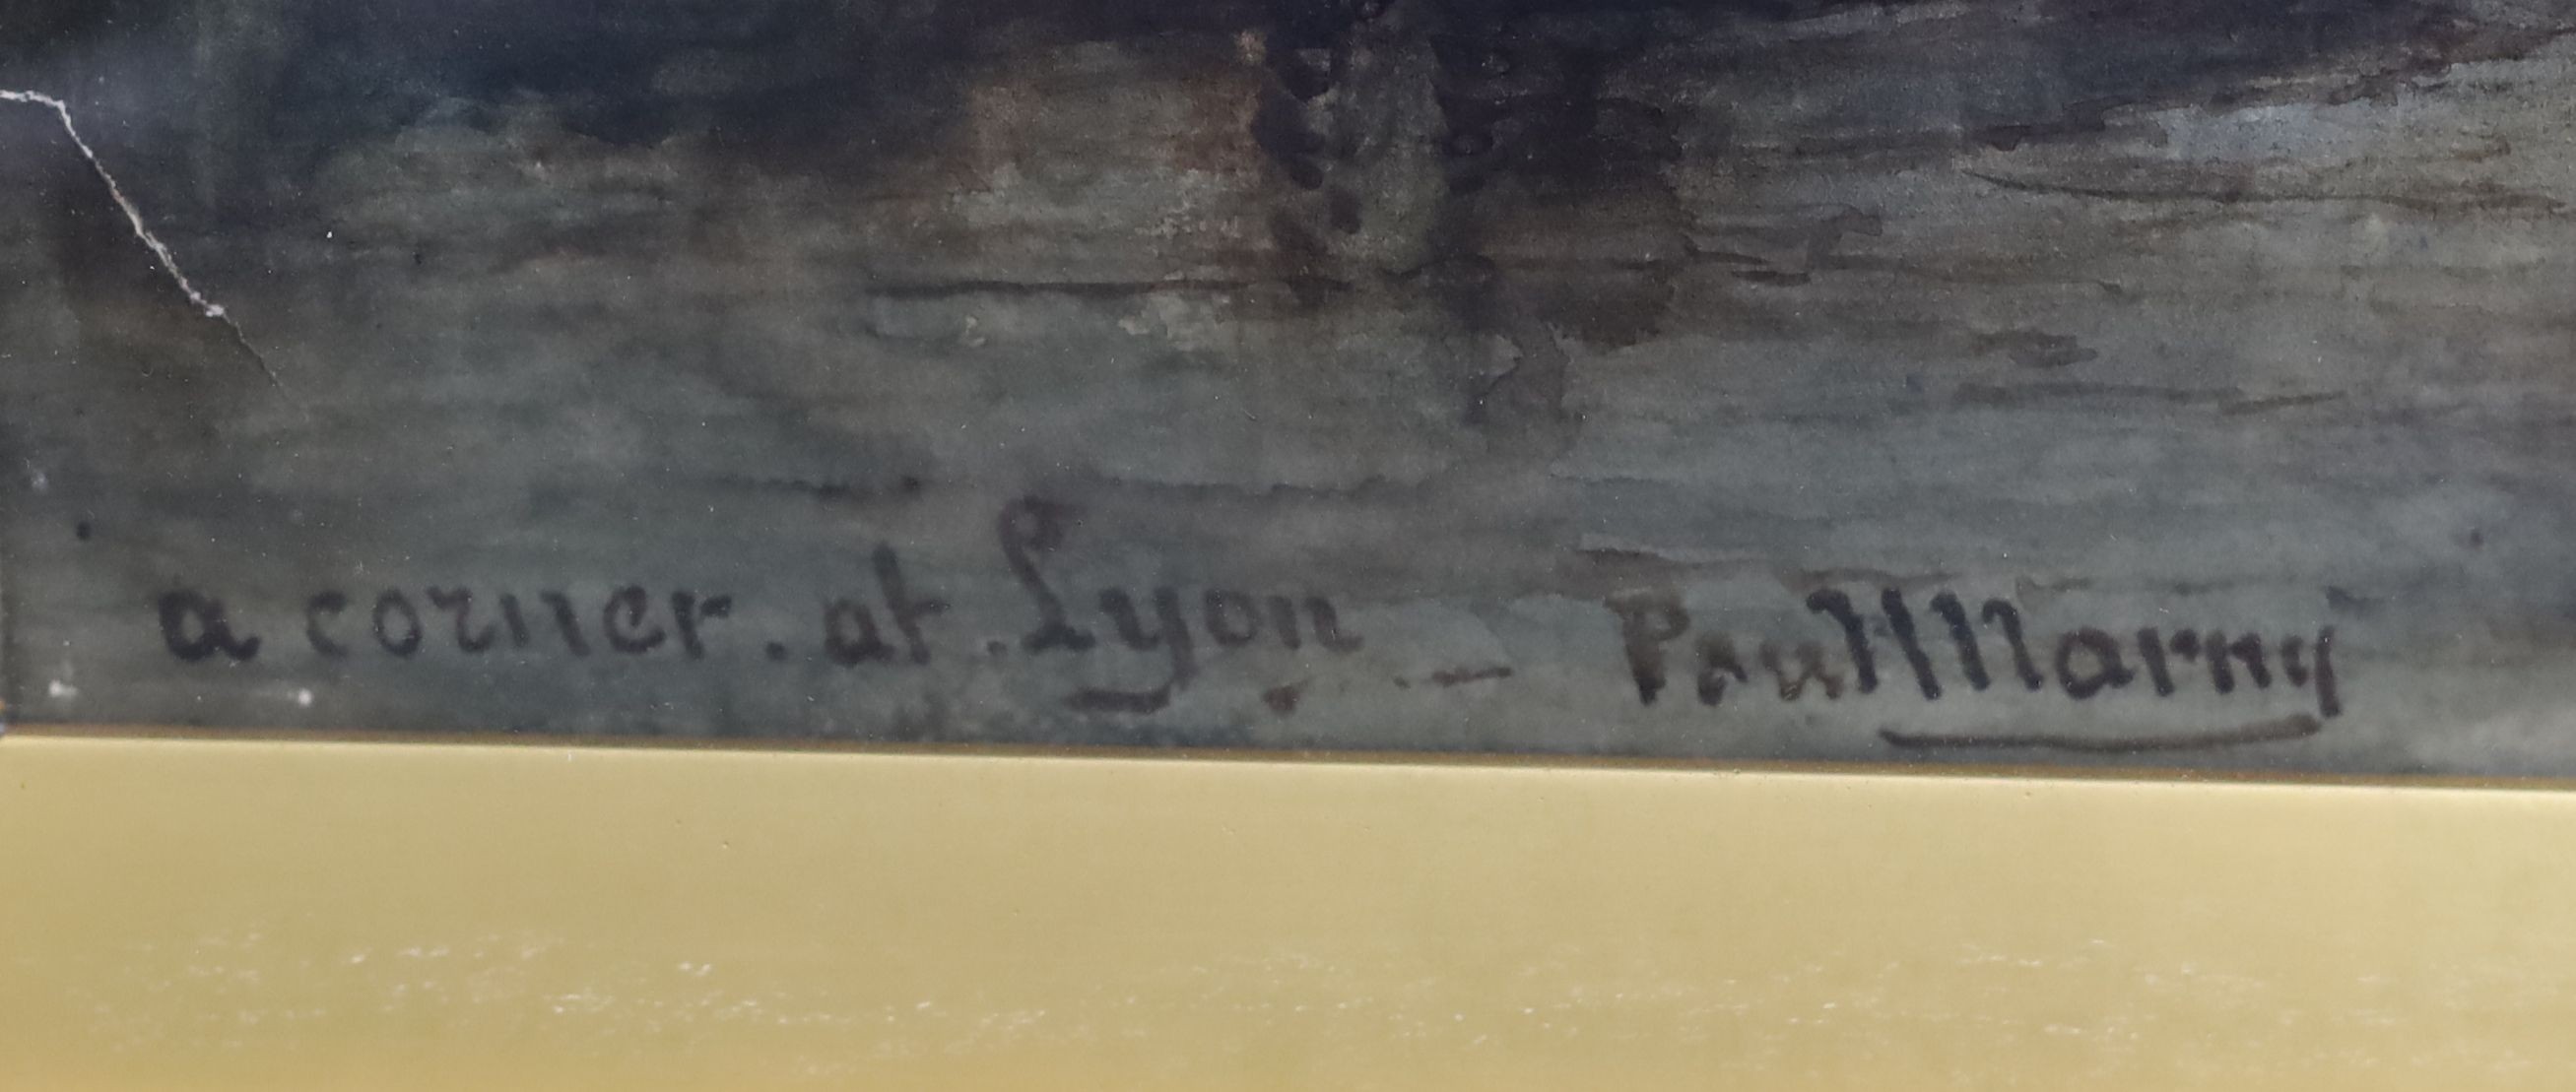 a corner . at . Lyon . - Paul Marny